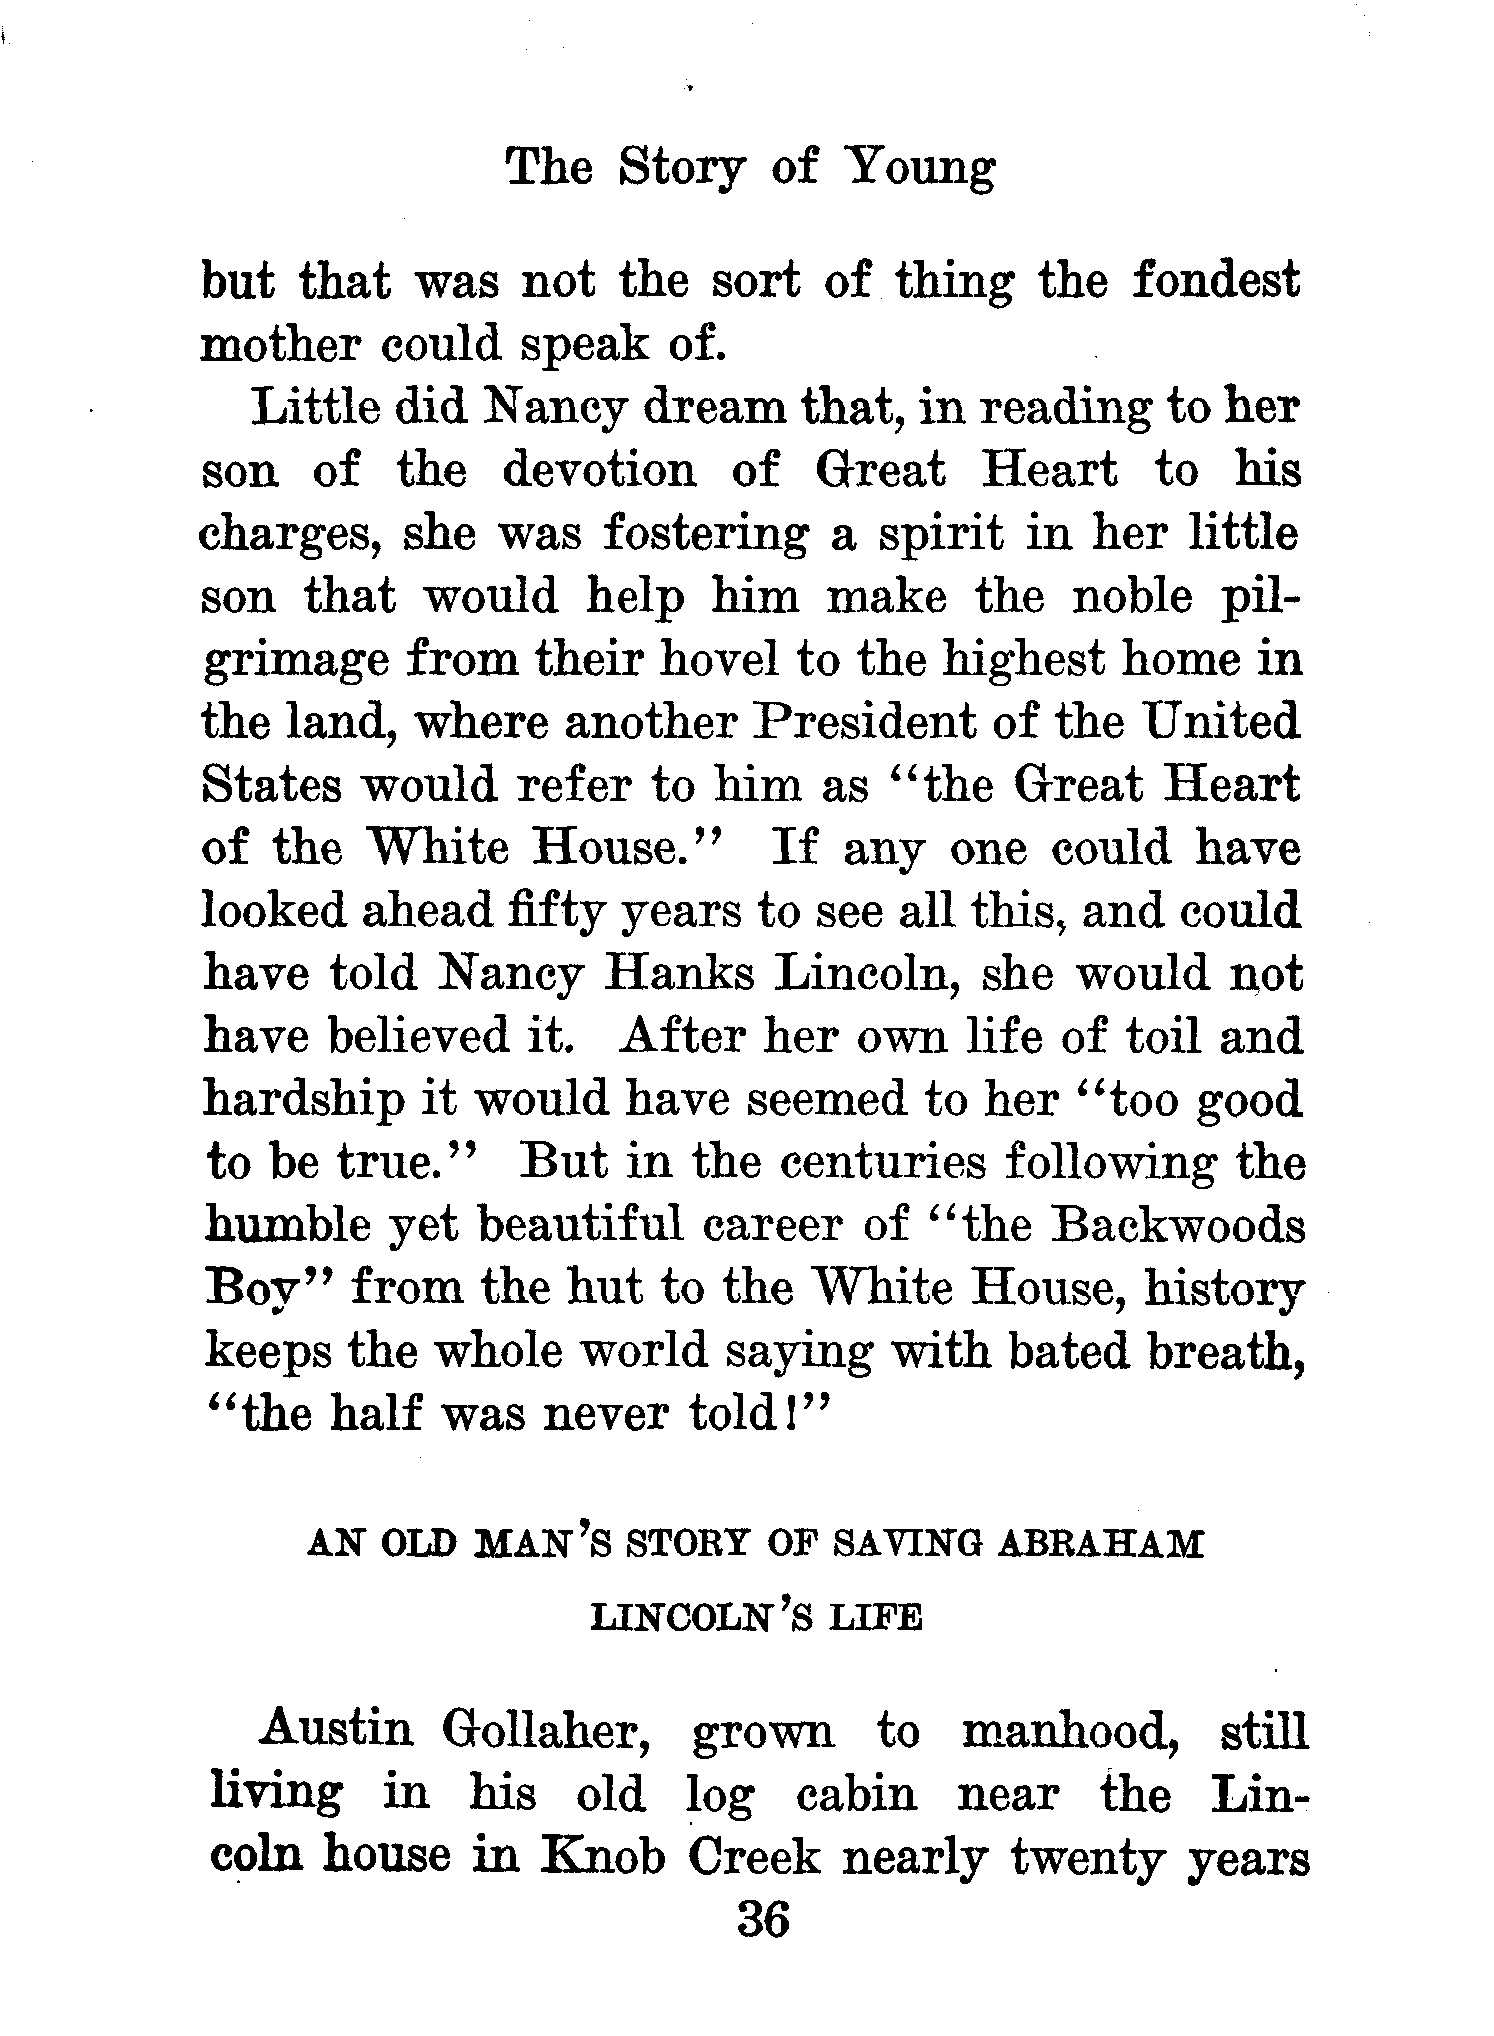 The Story of Young
but that was not the sort of thing the fondest
mother could speak of.
Little did Nancy dream that, in reading to her
son of the devotion of Great Heart to his
charges, she was fostering a spirit in her little
son that would help him make the noble pil-
grimage from their hovel to the highest home in
the land, where another President of the United
States would refer to him as "the Great Heart
of the White House." If any one could have
looked ahead fifty years to see all this, and could
have told Nancy Hanks Lincoln, she would not
have believed it. After her own life of toil and
hardship it would have seemed to her "too good
to be true." But in the centuries following the
humble yet beautiful career of "the Backwoods
Boy" from the hut to the White House, history
keeps the whole world saying with bated breath,
"the half was never told!"
AN OLD MAN'S STORY OF SAVING ABRAHAM
LINCOLN'S LIFE
Austin Gollaher, grown to manhood, still
living in his old log cabin near the Lin-
coln house in Knob Creek nearly twenty years
36